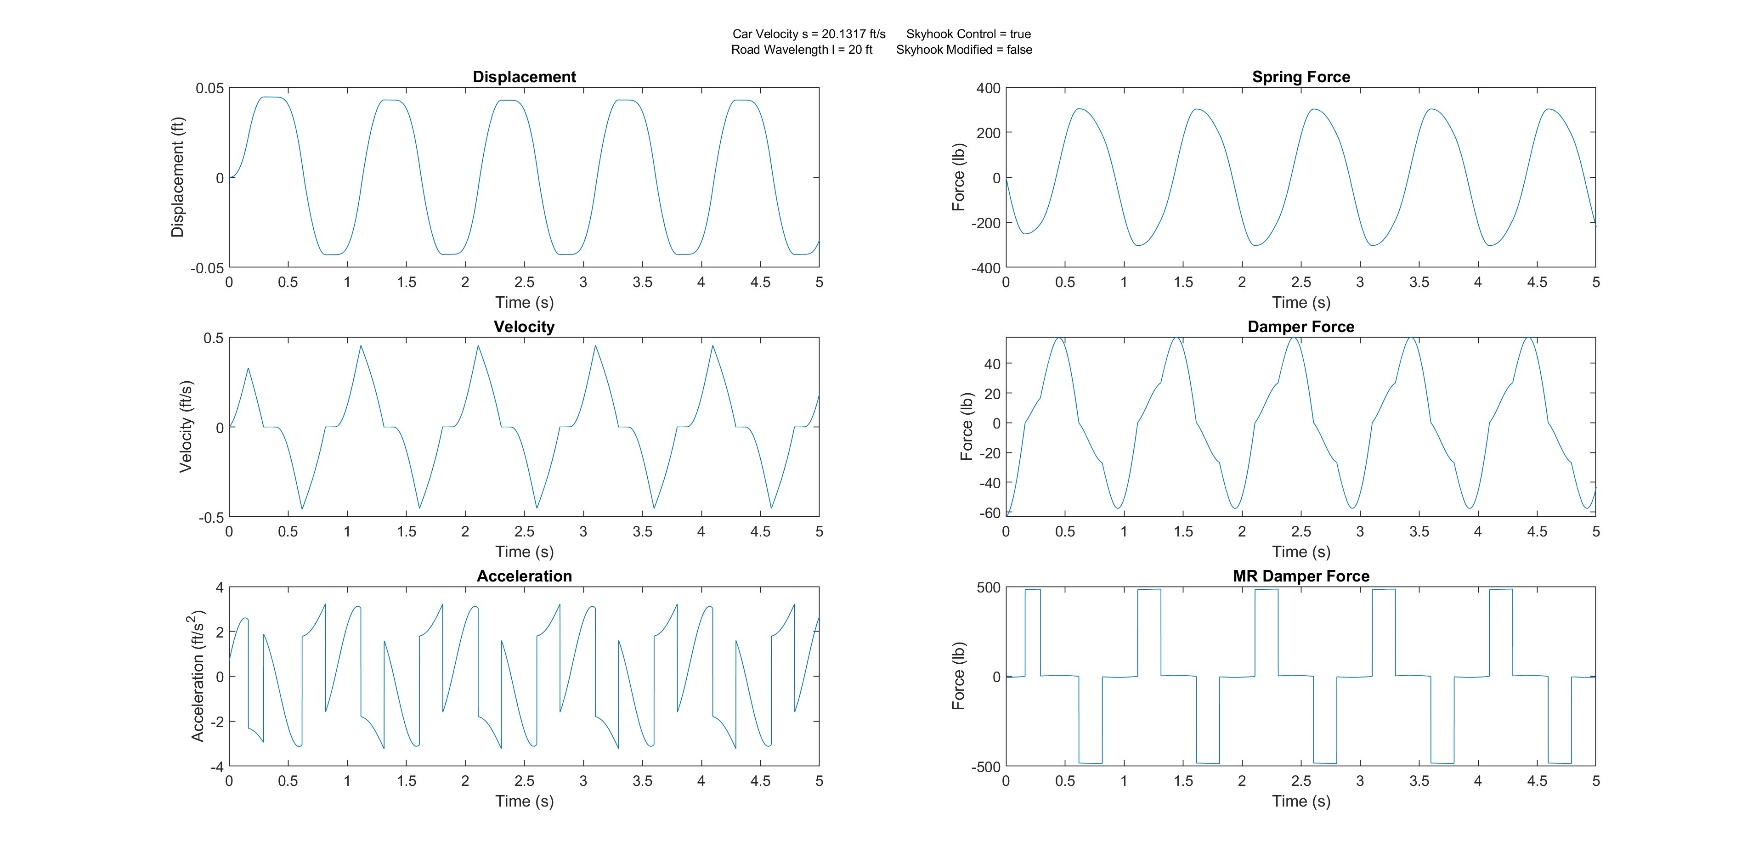 Car Velocity s = 20.1317 ft/s Skyhook Control = true
Road Wavelength l = 20 ft Skyhook Modified = false
Displacement
Displacement (ft)
0.05
0
-0.05
0 0.5 1 1.5 2 2.5 3 3.5 4 4.5 5
Time (s)
Spring Force
Force (lb)
400
200
0
-200
-400
0 0.5 1 1.5 2 2.5 3 3.5 4 4.5 5
Time (s)
Velocity
Velocity (ft/s)
0.5
0
-0.5
0 0.5 1 1.5 2 2.5 3 3.5 4 4.5 5
Time (s)
Damper Force
Force (lb)
40
20
0
-20
-40
-60
0 0.5 1 1.5 2 2.5 3 3.5 4 4.5 5
Time (s)
Acceleration
Acceleration (ft/s²)
4
2
0
-2
-4
0 0.5 1 1.5 2 2.5 3 3.5 4 4.5 5
Time (s)
MR Damper Force
Force (lb)
500
0
-500
0 0.5 1 1.5 2 2.5 3 3.5 4 4.5 5
Time (s)